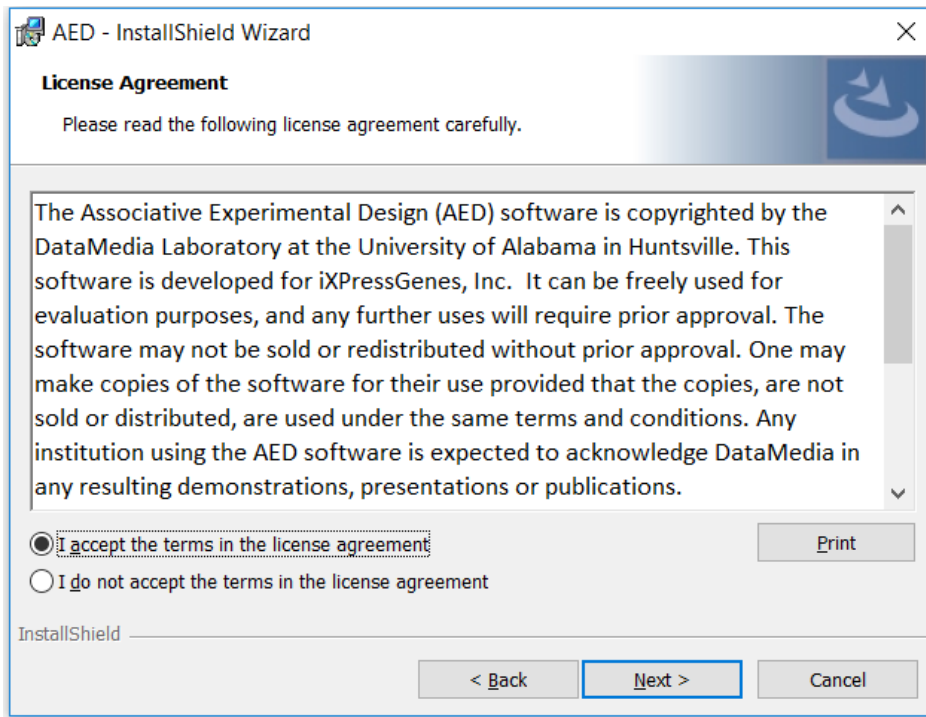 AED - InstallShield Wizard
License Agreement
Please read the following license agreement carefully.
The Associative Experimental Design (AED) software is copyrighted by the
DataMedia Laboratory at the University of Alabama in Huntsville. This
software is developed for iXPressGenes, Inc.  It can be freely used for
evaluation purposes, and any further uses will require prior approval. The
software may not be sold or redistributed without prior approval. One may
make copies of the software for their use provided that the copies, are not
sold or distributed, are used under the same terms and conditions. Any
institution using the AED software is expected to acknowledge DataMedia in
any resulting demonstrations, presentations or publications.
I accept the terms in the license agreement
Print
I do not accept the terms in the license agreement
InstallShield
< Back
Next >
Cancel